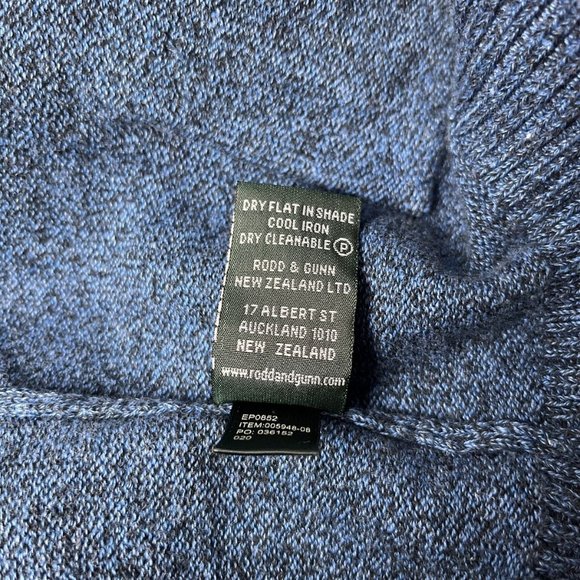 DRY FLAT IN SHADE
COOL IRON
DRY CLEANABLE Ⓟ
RODD & GUNN
NEW ZEALAND LTD
17 ALBERT ST
AUCKLAND 1010
NEW ZEALAND
www.roddandgunn.com
EP0852
ITEM:005948-08
PO: 036152
020